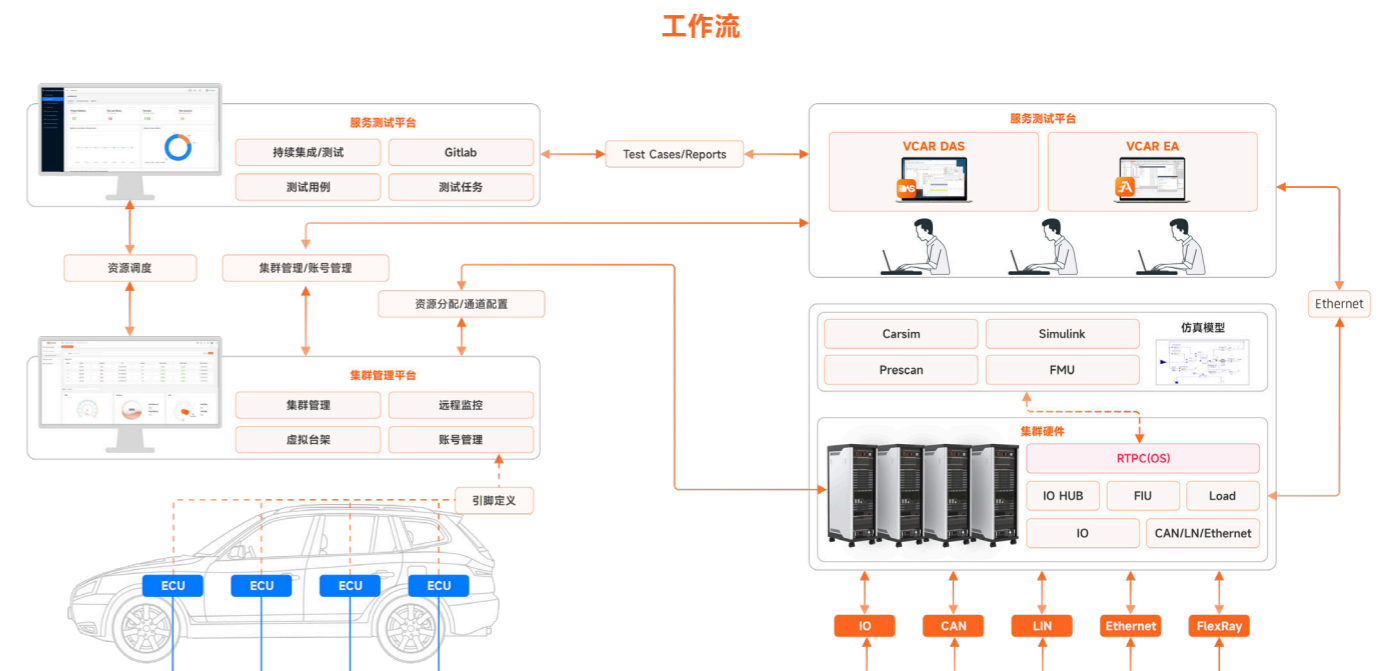 工作流
服务测试平台
持续集成/测试
Gitlab
测试用例
测试任务
Test Cases/Reports
服务测试平台
VCAR DAS
VCAR EA
DAS
资源调度
集群管理/账号管理
资源分配/通道配置
Ethernet
集群管理平台
集群管理
远程监控
虚拟台架
账号管理
引脚定义
Carsim
Simulink
Prescan
FMU
仿真模型
集群硬件
RTPC(OS)
IO HUB
FIU
Load
IO
CAN/LN/Ethernet
ECU
ECU
ECU
ECU
IO
CAN
LIN
Ethernet
FlexRay